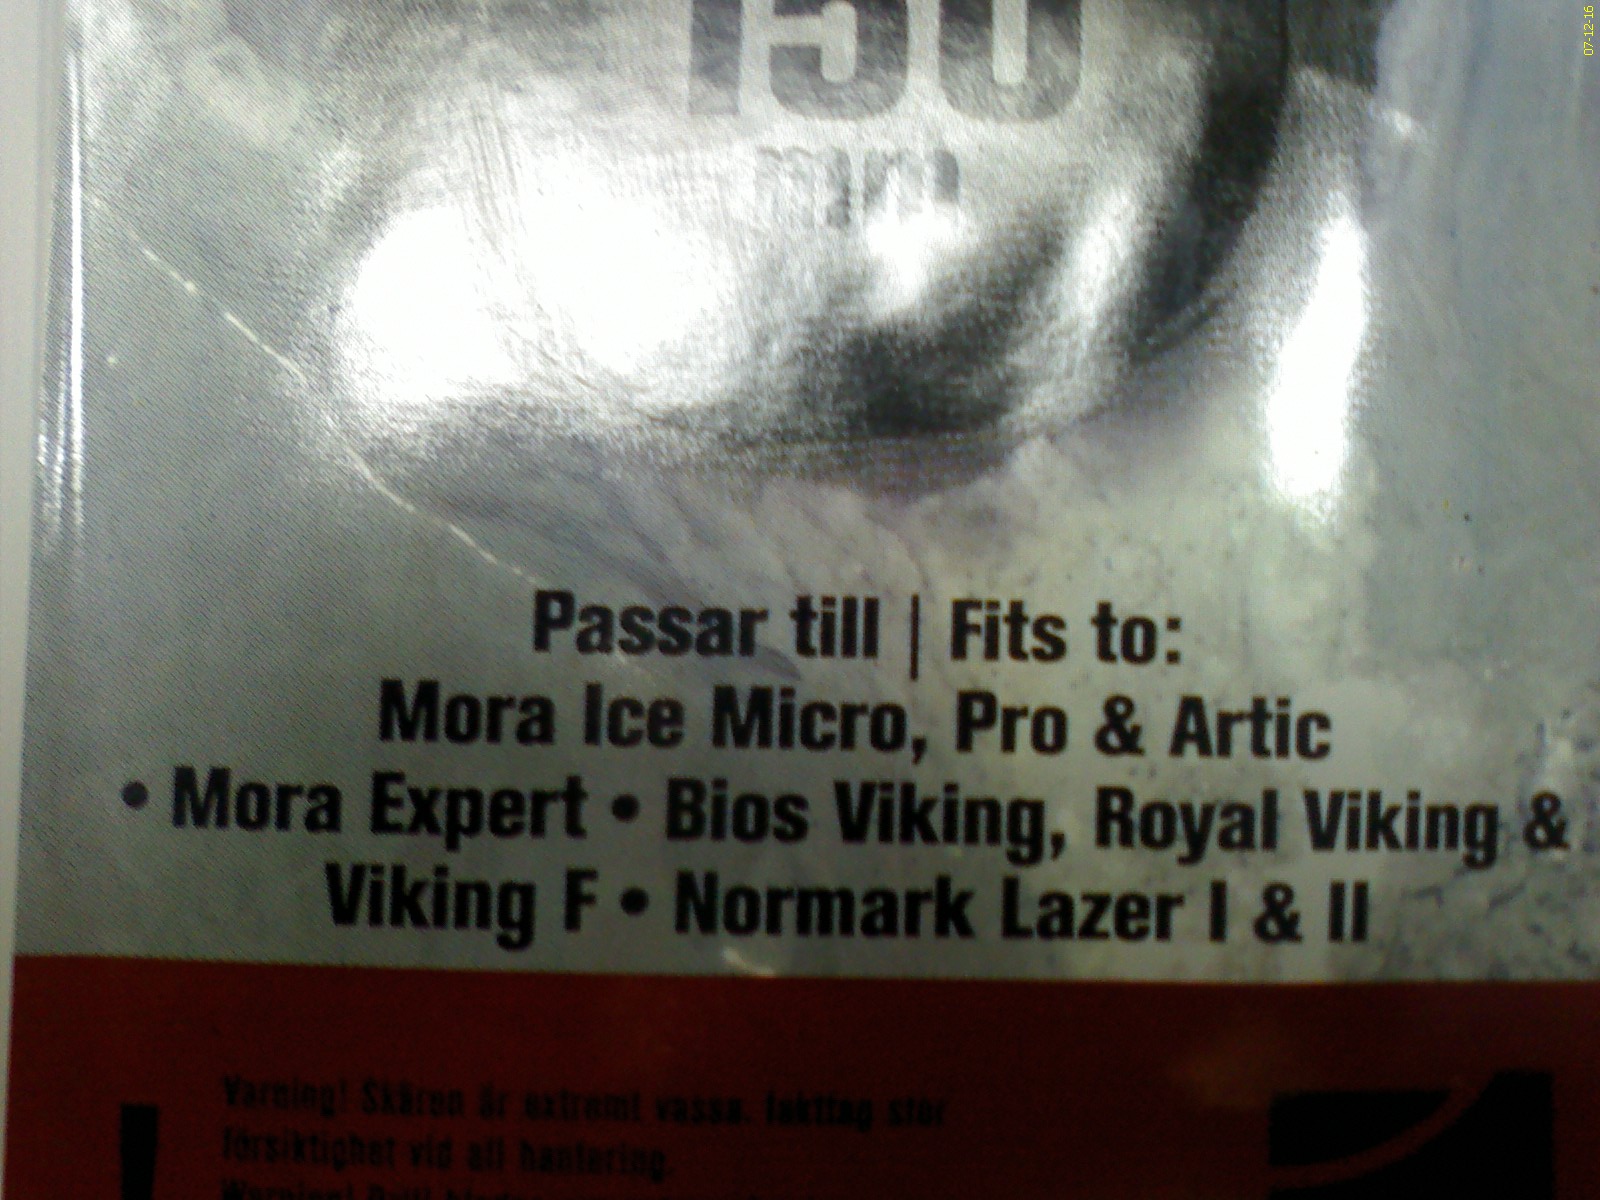 150
mm
Passar till | Fits to:
Mora Ice Micro, Pro & Artic
• Mora Expert • Bios Viking, Royal Viking &
Viking F • Normark Lazer I & II
Varning! Skären är extremt vassa. Iakttag stor
försiktighet vid all hantering.
07-12-16